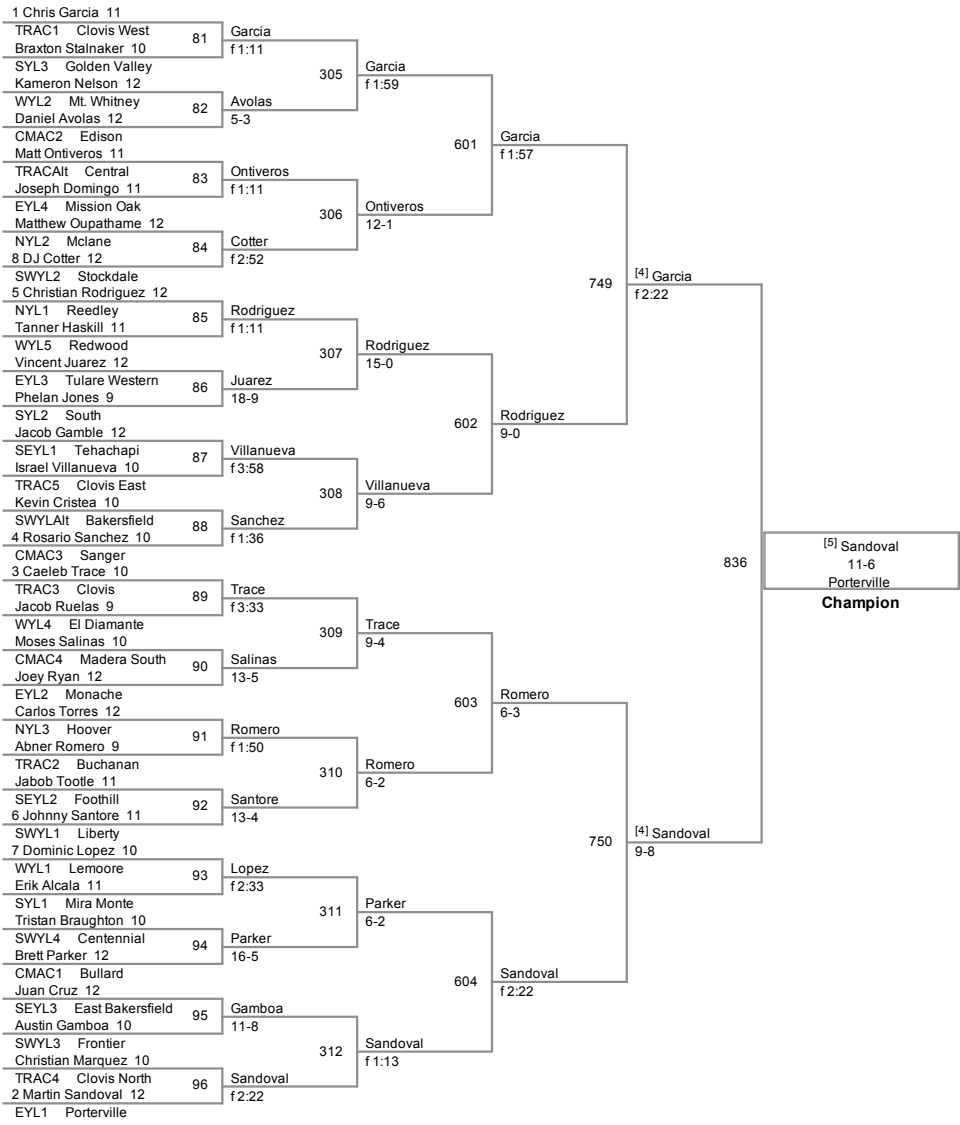 1 Chris Garcia 11
TRAC1 Clovis West
81
Garcia
Braxton Stalnaker 10
f 1:11
SYL3 Golden Valley
305
Garcia
Kameron Nelson 12
f 1:59
WYL2 Mt. Whitney
82
Avolas
Daniel Avolas 12
5-3
CMAC2 Edison
601
Garcia
Matt Ontiveros 11
f 1:57
TRACAlt Central
83
Ontiveros
Joseph Domingo 11
f 1:11
EYL4 Mission Oak
306
Ontiveros
Matthew Oupathame 12
12-1
NYL2 Mclane
84
Cotter
8 DJ Cotter 12
f 2:52
SWYL2 Stockdale
749
[4] Garcia
5 Christian Rodriguez 12
f 2:22
NYL1 Reedley
85
Rodriguez
Tanner Haskill 11
f 1:11
WYL5 Redwood
307
Rodriguez
Vincent Juarez 12
15-0
EYL3 Tulare Western
86
Juarez
Phelan Jones 9
18-9
SYL2 South
602
Rodriguez
Jacob Gamble 12
9-0
SEYL1 Tehachapi
87
Villanueva
Israel Villanueva 10
f 3:58
TRAC5 Clovis East
308
Villanueva
Kevin Cristea 10
9-6
SWYLAlt Bakersfield
88
Sanchez
4 Rosario Sanchez 10
f 1:36
CMAC3 Sanger
836
[5] Sandoval
11-6
Porterville
Champion
3 Caeleb Trace 10
TRAC3 Clovis
89
Trace
Jacob Ruelas 9
f 3:33
WYL4 El Diamante
309
Trace
Moses Salinas 10
9-4
CMAC4 Madera South
90
Salinas
Joey Ryan 12
13-5
EYL2 Monache
603
Romero
Carlos Torres 12
6-3
NYL3 Hoover
91
Romero
Abner Romero 9
f 1:50
TRAC2 Buchanan
310
Romero
Jabob Tootle 11
6-2
SEYL2 Foothill
92
Santore
6 Johnny Santore 11
13-4
SWYL1 Liberty
750
[4] Sandoval
7 Dominic Lopez 10
9-8
WYL1 Lemoore
93
Lopez
Erik Alcala 11
f 2:33
SYL1 Mira Monte
311
Parker
Tristan Braughton 10
6-2
SWYL4 Centennial
94
Parker
Brett Parker 12
16-5
CMAC1 Bullard
604
Sandoval
Juan Cruz 12
f 2:22
SEYL3 East Bakersfield
95
Gamboa
Austin Gamboa 10
11-8
SWYL3 Frontier
312
Sandoval
Christian Marquez 10
f 1:13
TRAC4 Clovis North
96
Sandoval
2 Martin Sandoval 12
f 2:22
EYL1 Porterville